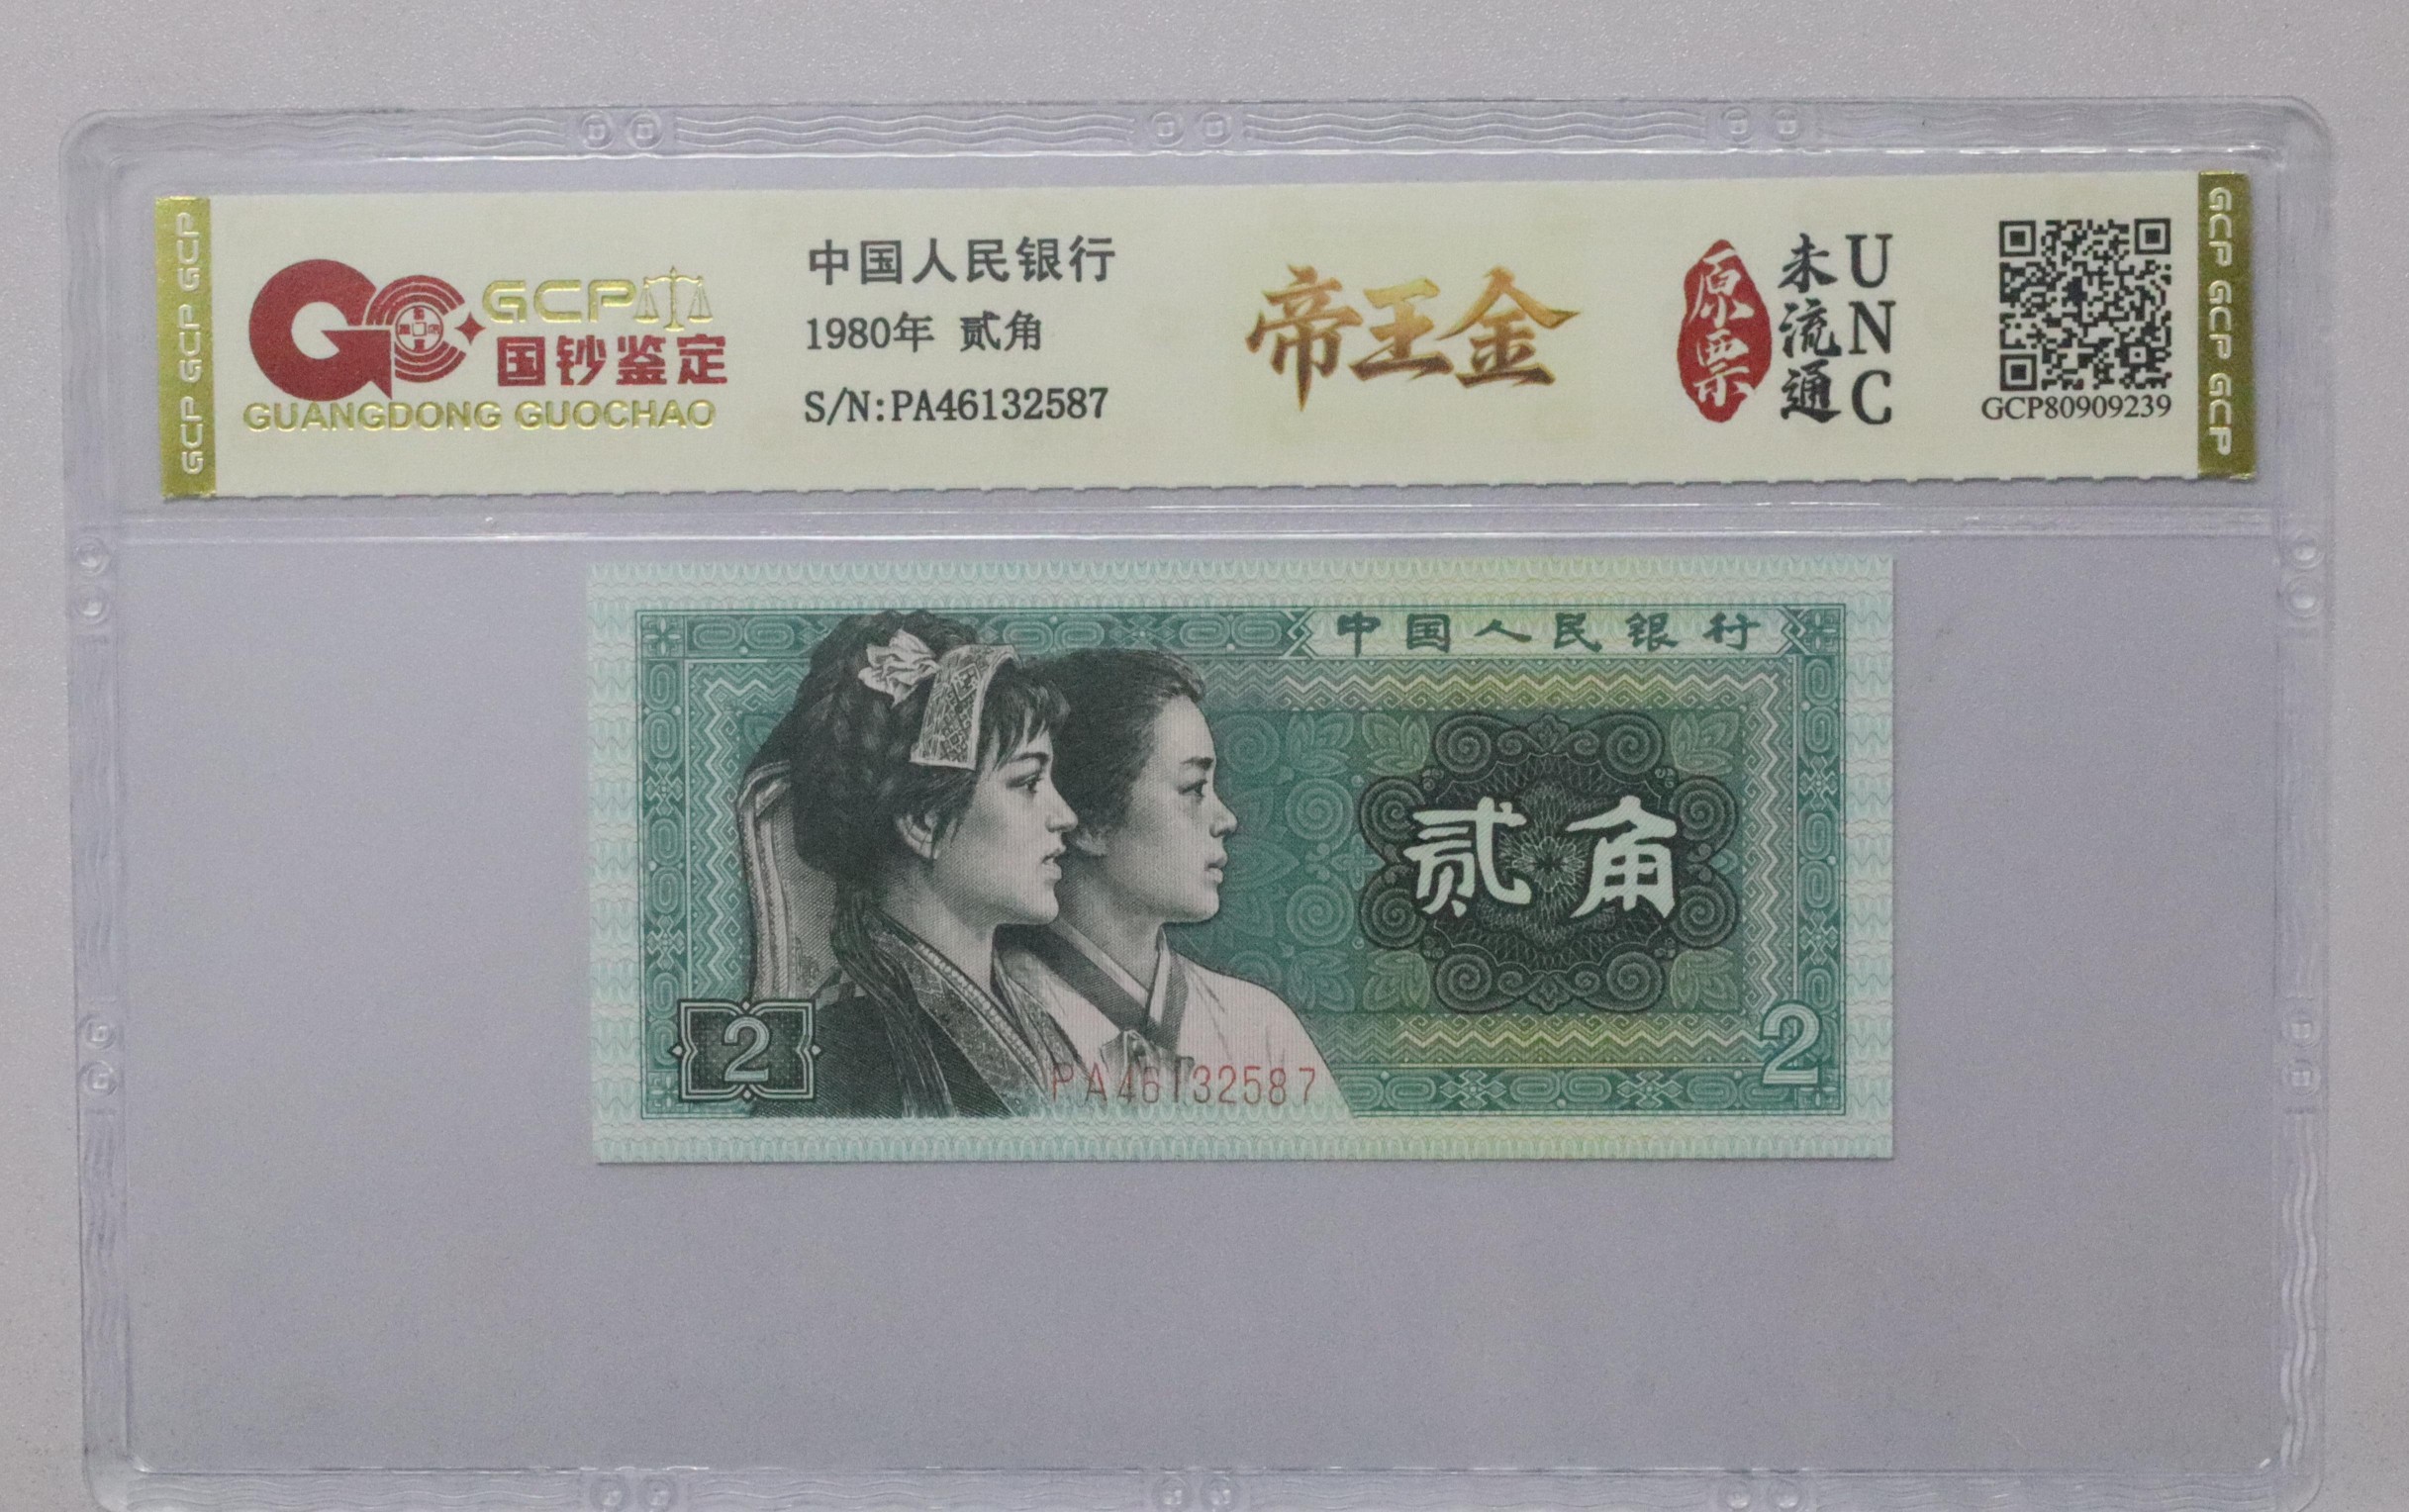 GCP GCP GCP
GCP
国钞鉴定
GUANGDONG GUOCHAO
中国人民银行
1980年 贰角
S/N:PA46132587
帝王金
原票
未流通
UNC
GCP80909239
GCP GCP GCP
中国人民银行
贰角
2
PA46132587
2